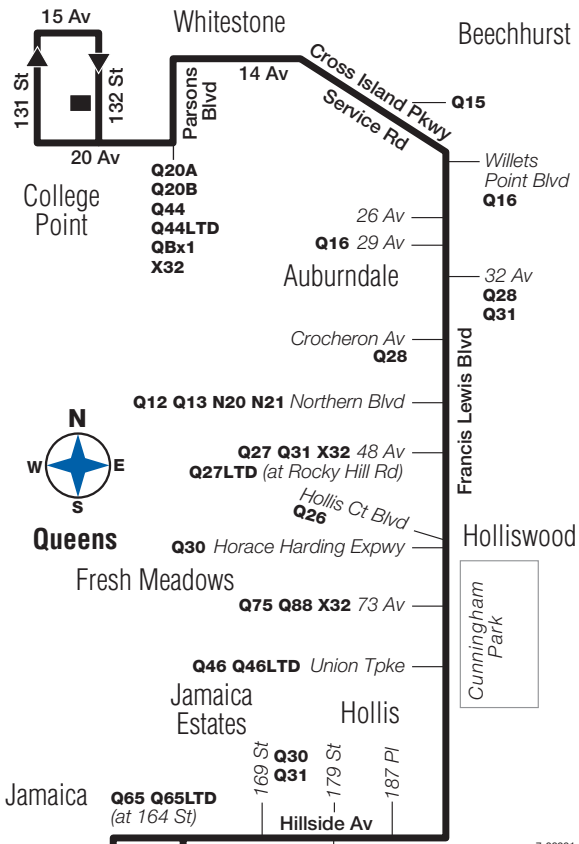 15 Av
Whitestone
Beechhurst
131 St
132 St
Parsons
Blvd
14 Av
Cross Island Pkwy
Service Rd
Q15
20 Av
College
Point
Q20A
Q20B
Q44
Q44LTD
QBx1
X32
Willets
Point Blvd
Q16
26 Av
Q16 29 Av
Auburndale
32 Av
Q28
Q31
Crocheron Av
Q28
Francis Lewis Blvd
Q12 Q13 N20 N21 Northern Blvd
N
W
E
S
Queens
Q27 Q31 X32 48 Av
Q27LTD (at Rocky Hill Rd)
Hollis Ct Blvd
Q26
Holliswood
Q30 Horace Harding Expwy
Fresh Meadows
Q75 Q88 X32 73 Av
Cunningham
Park
Q46 Q46LTD Union Tpke
Jamaica
Estates
Hollis
169 St
Q30
Q31
179 St
187 Pl
Jamaica
Q65 Q65LTD
(at 164 St)
Hillside Av